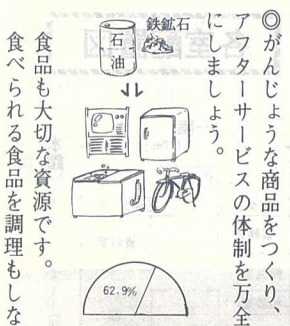 ◎がんじょうな商品をつくり、
アフターサービスの体制を万全
にしましょう。
鉄鉱石
石油
食品も大切な資源です。
食べられる食品を調理もしな
62.9%